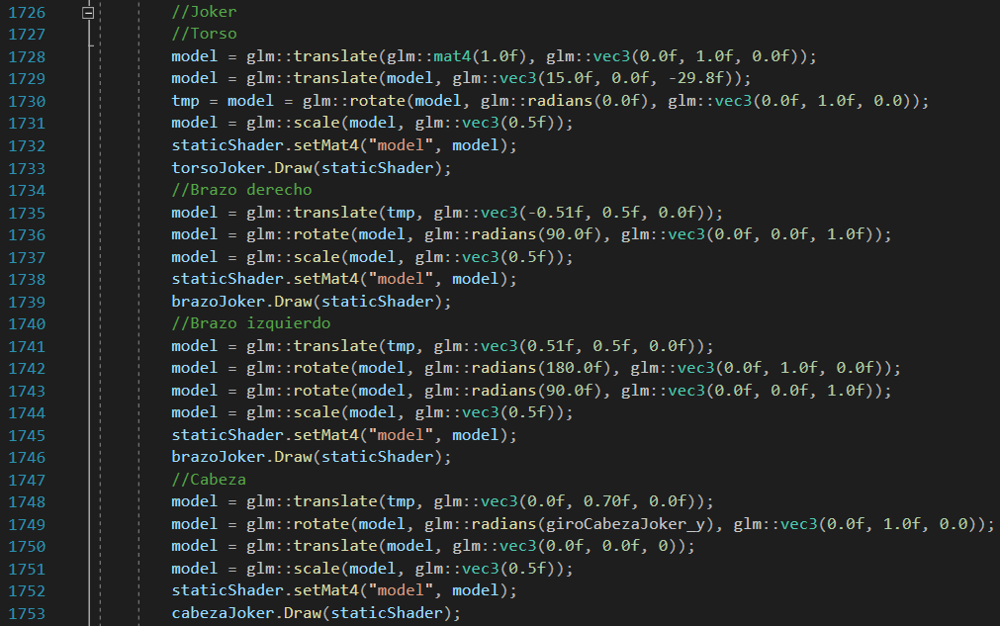 1726 //Joker
1727 //Torso
1728 model = glm::translate(glm::mat4(1.0f), glm::vec3(0.0f, 1.0f, 0.0f));
1729 model = glm::translate(model, glm::vec3(15.0f, 0.0f, -29.8f));
1730 tmp = model = glm::rotate(model, glm::radians(0.0f), glm::vec3(0.0f, 1.0f, 0.0));
1731 model = glm::scale(model, glm::vec3(0.5f));
1732 staticShader.setMat4("model", model);
1733 torsoJoker.Draw(staticShader);
1734 //Brazo derecho
1735 model = glm::translate(tmp, glm::vec3(-0.51f, 0.5f, 0.0f));
1736 model = glm::rotate(model, glm::radians(90.0f), glm::vec3(0.0f, 0.0f, 1.0f));
1737 model = glm::scale(model, glm::vec3(0.5f));
1738 staticShader.setMat4("model", model);
1739 brazoJoker.Draw(staticShader);
1740 //Brazo izquierdo
1741 model = glm::translate(tmp, glm::vec3(0.51f, 0.5f, 0.0f));
1742 model = glm::rotate(model, glm::radians(180.0f), glm::vec3(0.0f, 1.0f, 0.0f));
1743 model = glm::rotate(model, glm::radians(90.0f), glm::vec3(0.0f, 0.0f, 1.0f));
1744 model = glm::scale(model, glm::vec3(0.5f));
1745 staticShader.setMat4("model", model);
1746 brazoJoker.Draw(staticShader);
1747 //Cabeza
1748 model = glm::translate(tmp, glm::vec3(0.0f, 0.70f, 0.0f));
1749 model = glm::rotate(model, glm::radians(giroCabezaJoker_y), glm::vec3(0.0f, 1.0f, 0.0));
1750 model = glm::translate(model, glm::vec3(0.0f, 0.0f, 0));
1751 model = glm::scale(model, glm::vec3(0.5f));
1752 staticShader.setMat4("model", model);
1753 cabezaJoker.Draw(staticShader);